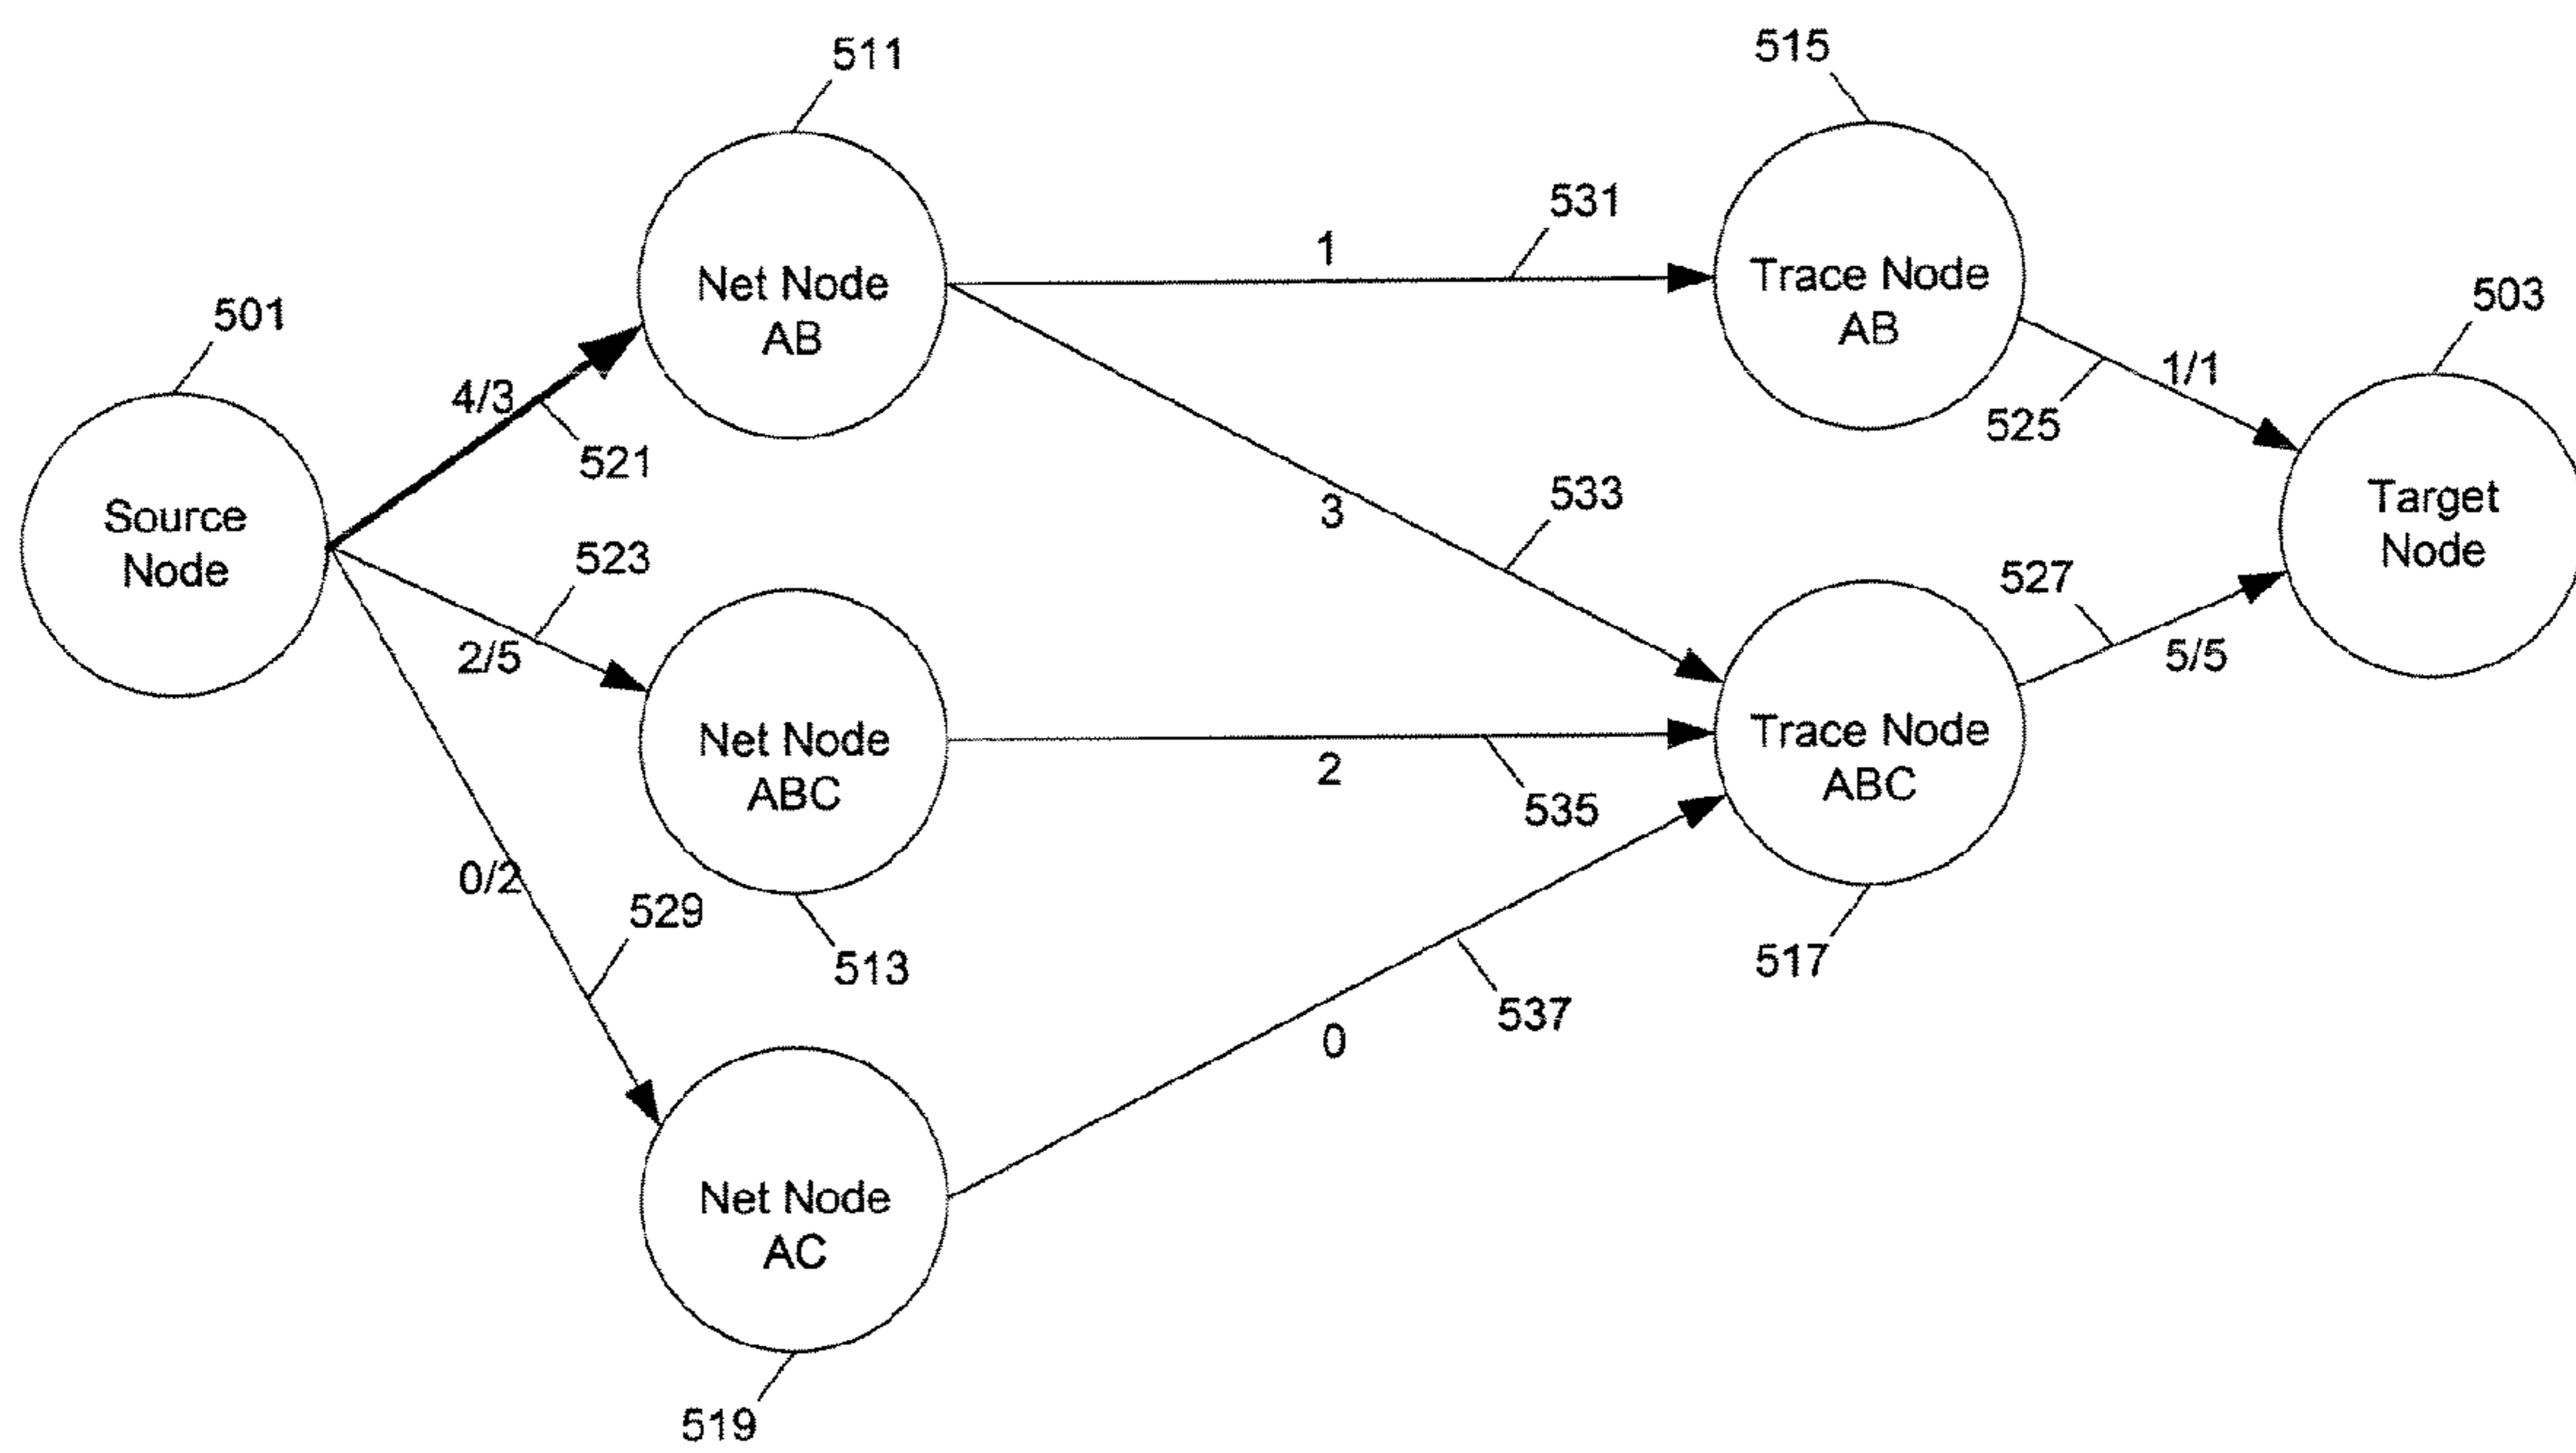 511
515
501
531
1
503
Net Node
AB
Trace Node
AB
4/3
521
1/1
525
Source
Node
523
3
533
Target
Node
2/5
527
5/5
Net Node
ABC
Trace Node
ABC
2
535
0/2
529
513
517
537
0
Net Node
AC
519